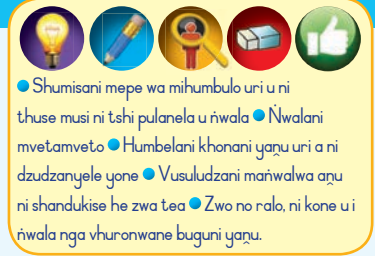 ● Shumisani mepe wa mihumbulo uri u ni
thuse musi ni tshi pulanela u ṅwala ● Ṅwalani
mvetamveto ● Humbelani khonani yaṋu uri a ni
dzudzanyele yone ● Vusuludzani maṅwalwa aṋu
ni shandukise he zwa tea ● Zwo no ralo, ni kone u i
ṅwala nga vhuronwane buguni yaṋu.